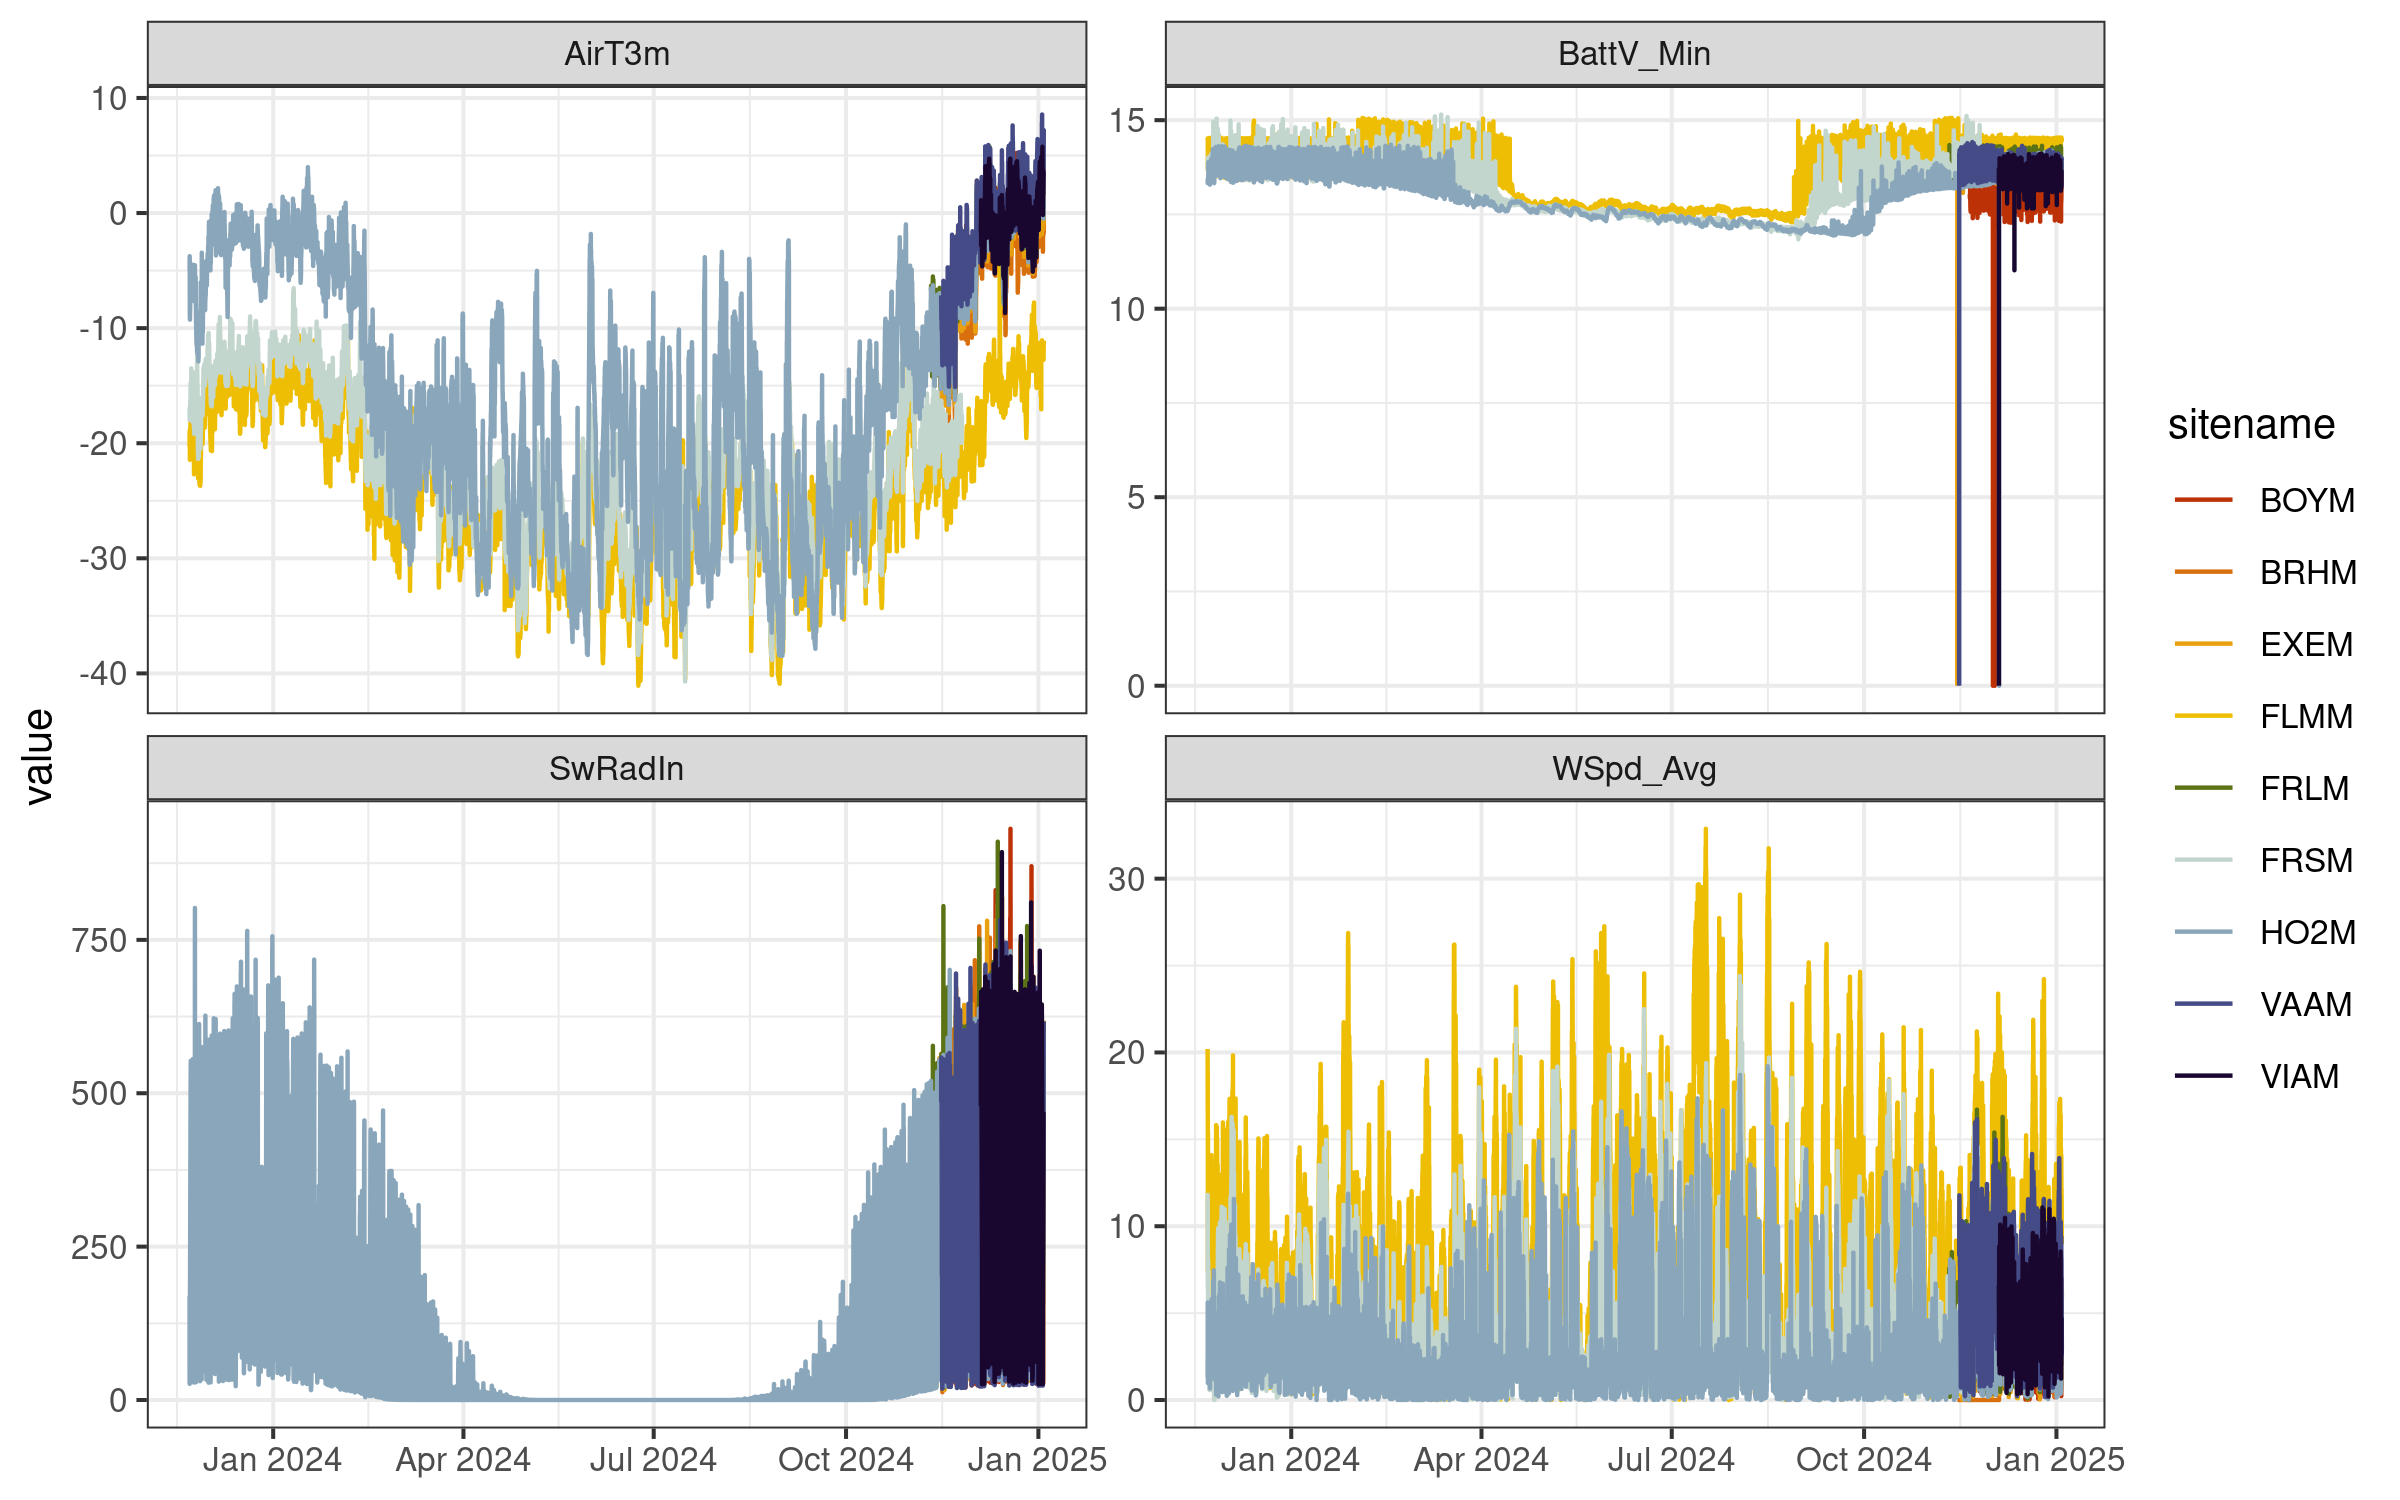 AirT3m
BattV_Min
10
0
-10
-20
-30
-40
15
10
5
0
value
SwRadIn
WSpd_Avg
750
500
250
0
30
20
10
0
Jan 2024 Apr 2024 Jul 2024 Oct 2024 Jan 2025
Jan 2024 Apr 2024 Jul 2024 Oct 2024 Jan 2025
sitename
BOYM
BRHM
EXEM
FLMM
FRLM
FRSM
HO2M
VAAM
VIAM